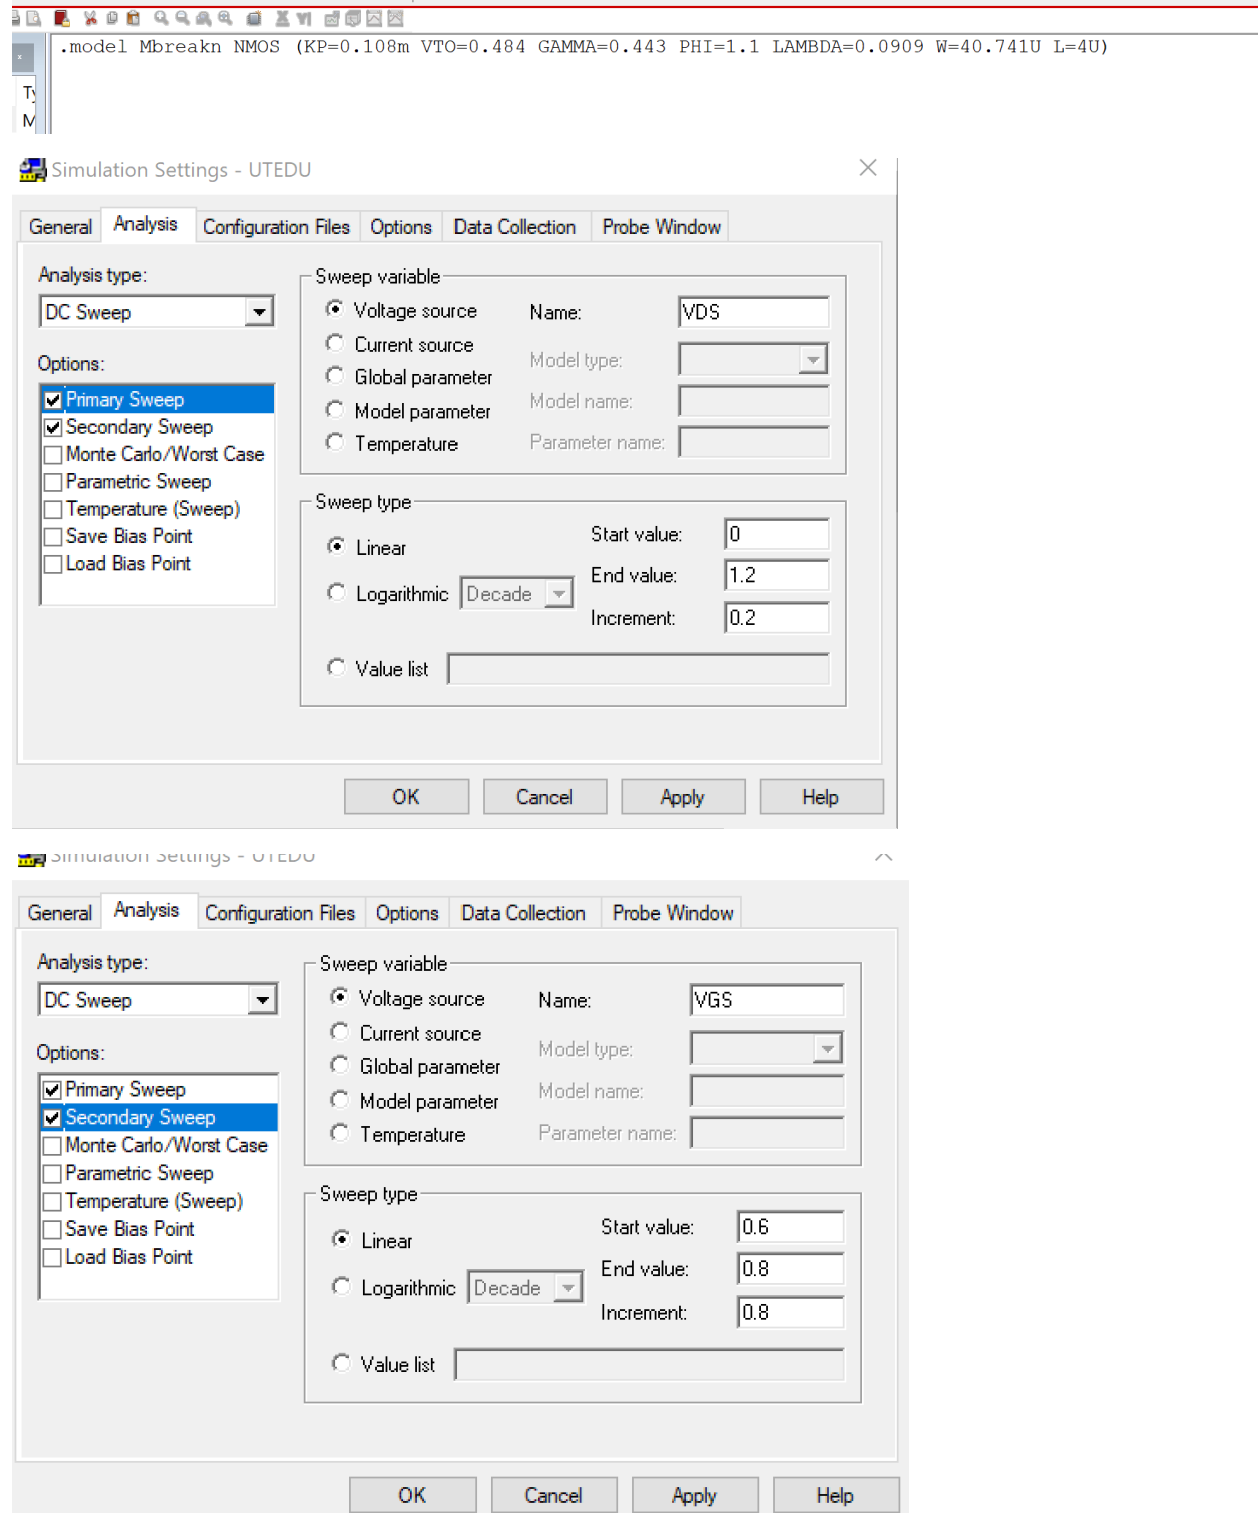 .model Mbreakn NMOS (KP=0.108m VTO=0.484 GAMMA=0.443 PHI=1.1 LAMBDA=0.0909 W=40.741U L=4U)
Simulation Settings - UTEDU
General Analysis Configuration Files Options Data Collection Probe Window
Analysis type:
DC Sweep
Options:
Primary Sweep
Secondary Sweep
Monte Carlo/Worst Case
Parametric Sweep
Temperature (Sweep)
Save Bias Point
Load Bias Point
Sweep variable
Voltage source
Current source
Global parameter
Model parameter
Temperature
Name: VDS
Model type:
Model name:
Parameter name:
Sweep type
Linear
Logarithmic Decade
Start value: 0
End value: 1.2
Increment: 0.2
Value list
OK Cancel Apply Help
Simulation Settings - UTEDU
General Analysis Configuration Files Options Data Collection Probe Window
Analysis type:
DC Sweep
Options:
Primary Sweep
Secondary Sweep
Monte Carlo/Worst Case
Parametric Sweep
Temperature (Sweep)
Save Bias Point
Load Bias Point
Sweep variable
Voltage source
Current source
Global parameter
Model parameter
Temperature
Name: VGS
Model type:
Model name:
Parameter name:
Sweep type
Linear
Logarithmic Decade
Start value: 0.6
End value: 0.8
Increment: 0.8
Value list
OK Cancel Apply Help